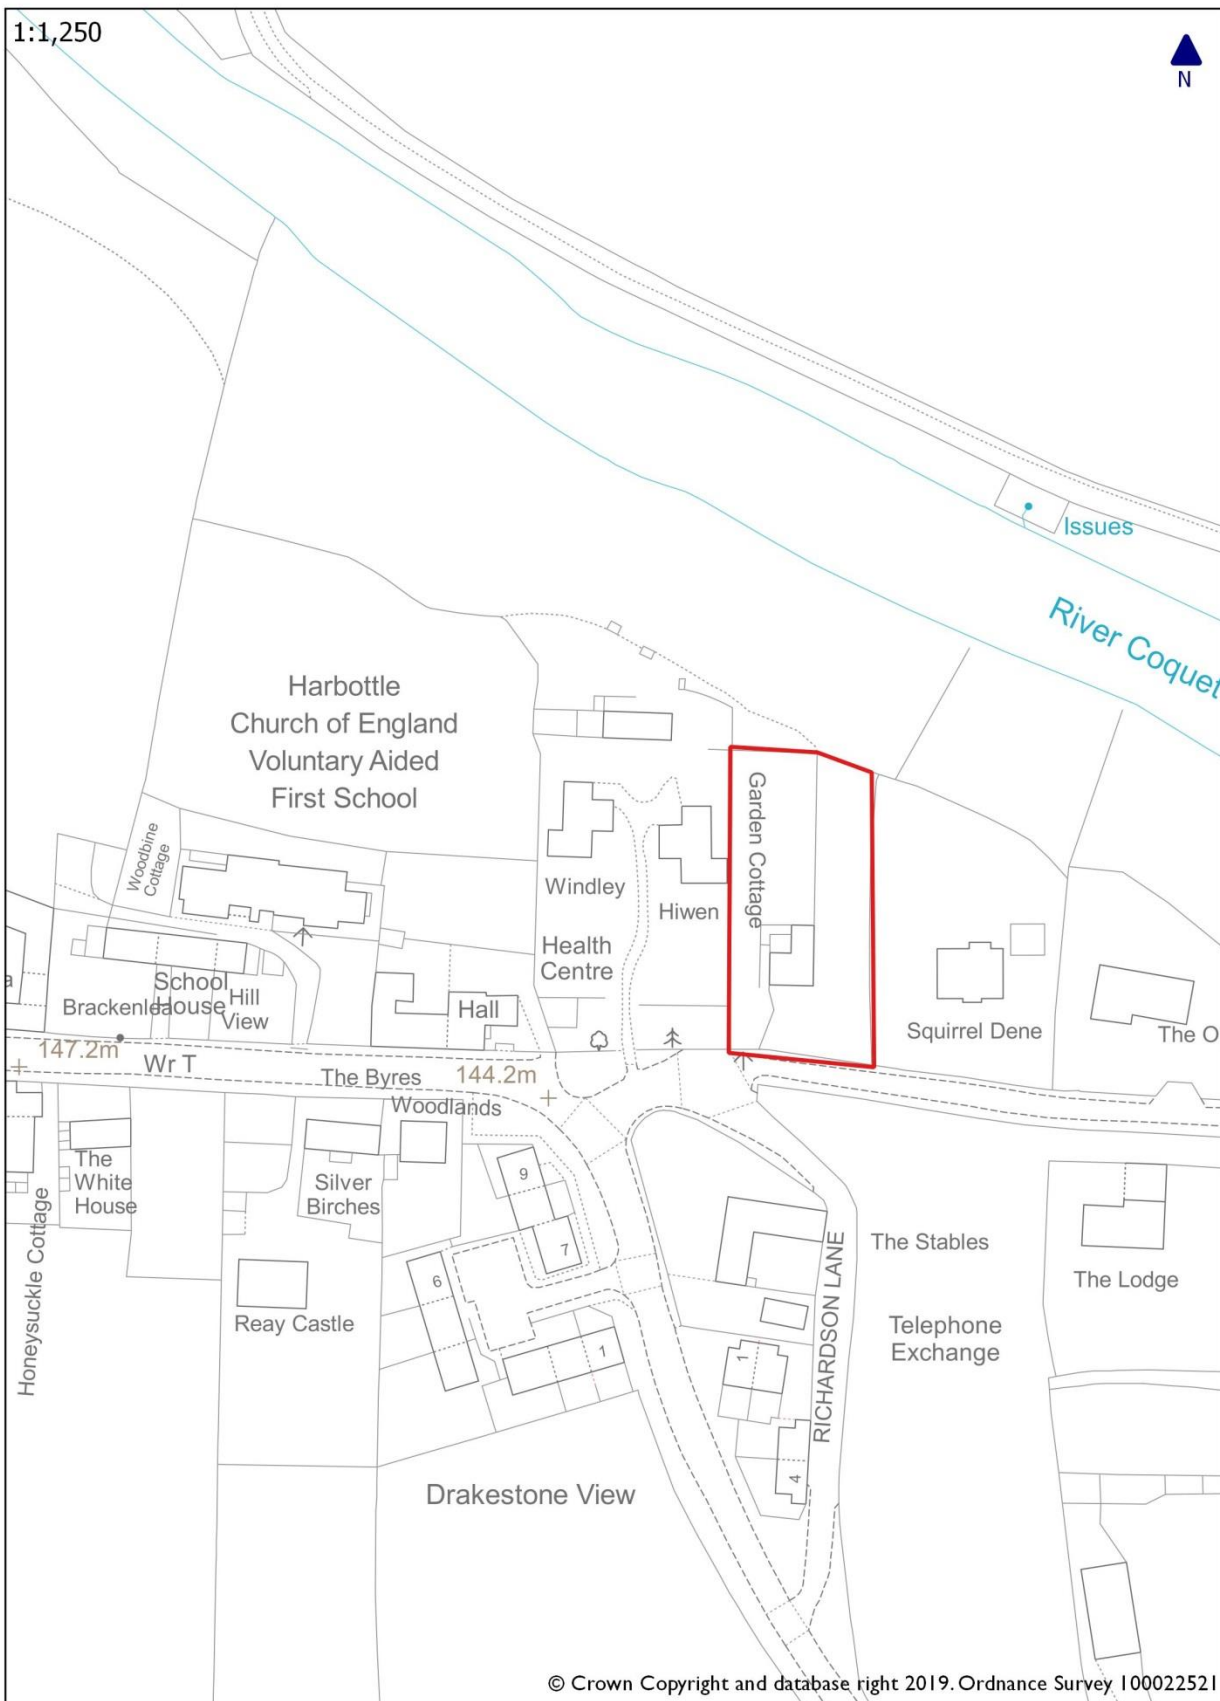 1:1,250
N
Issues
River Coquet
Harbottle
Church of England
Voluntary Aided
First School
Garden Cottage
Woodbine
Cottage
Windley
Hiwen
Health
Centre
School
House
Hill
View
Brackenlea
Hall
Squirrel Dene
The O
a
147.2m
Wr T
The Byres
144.2m
Woodlands
The
White
House
Silver
Birches
9
7
6
1
Honeysuckle Cottage
Reay Castle
The Stables
The Lodge
Telephone
Exchange
RICHARDSON LANE
1
4
Drakestone View
© Crown Copyright and database right 2019. Ordnance Survey 100022521